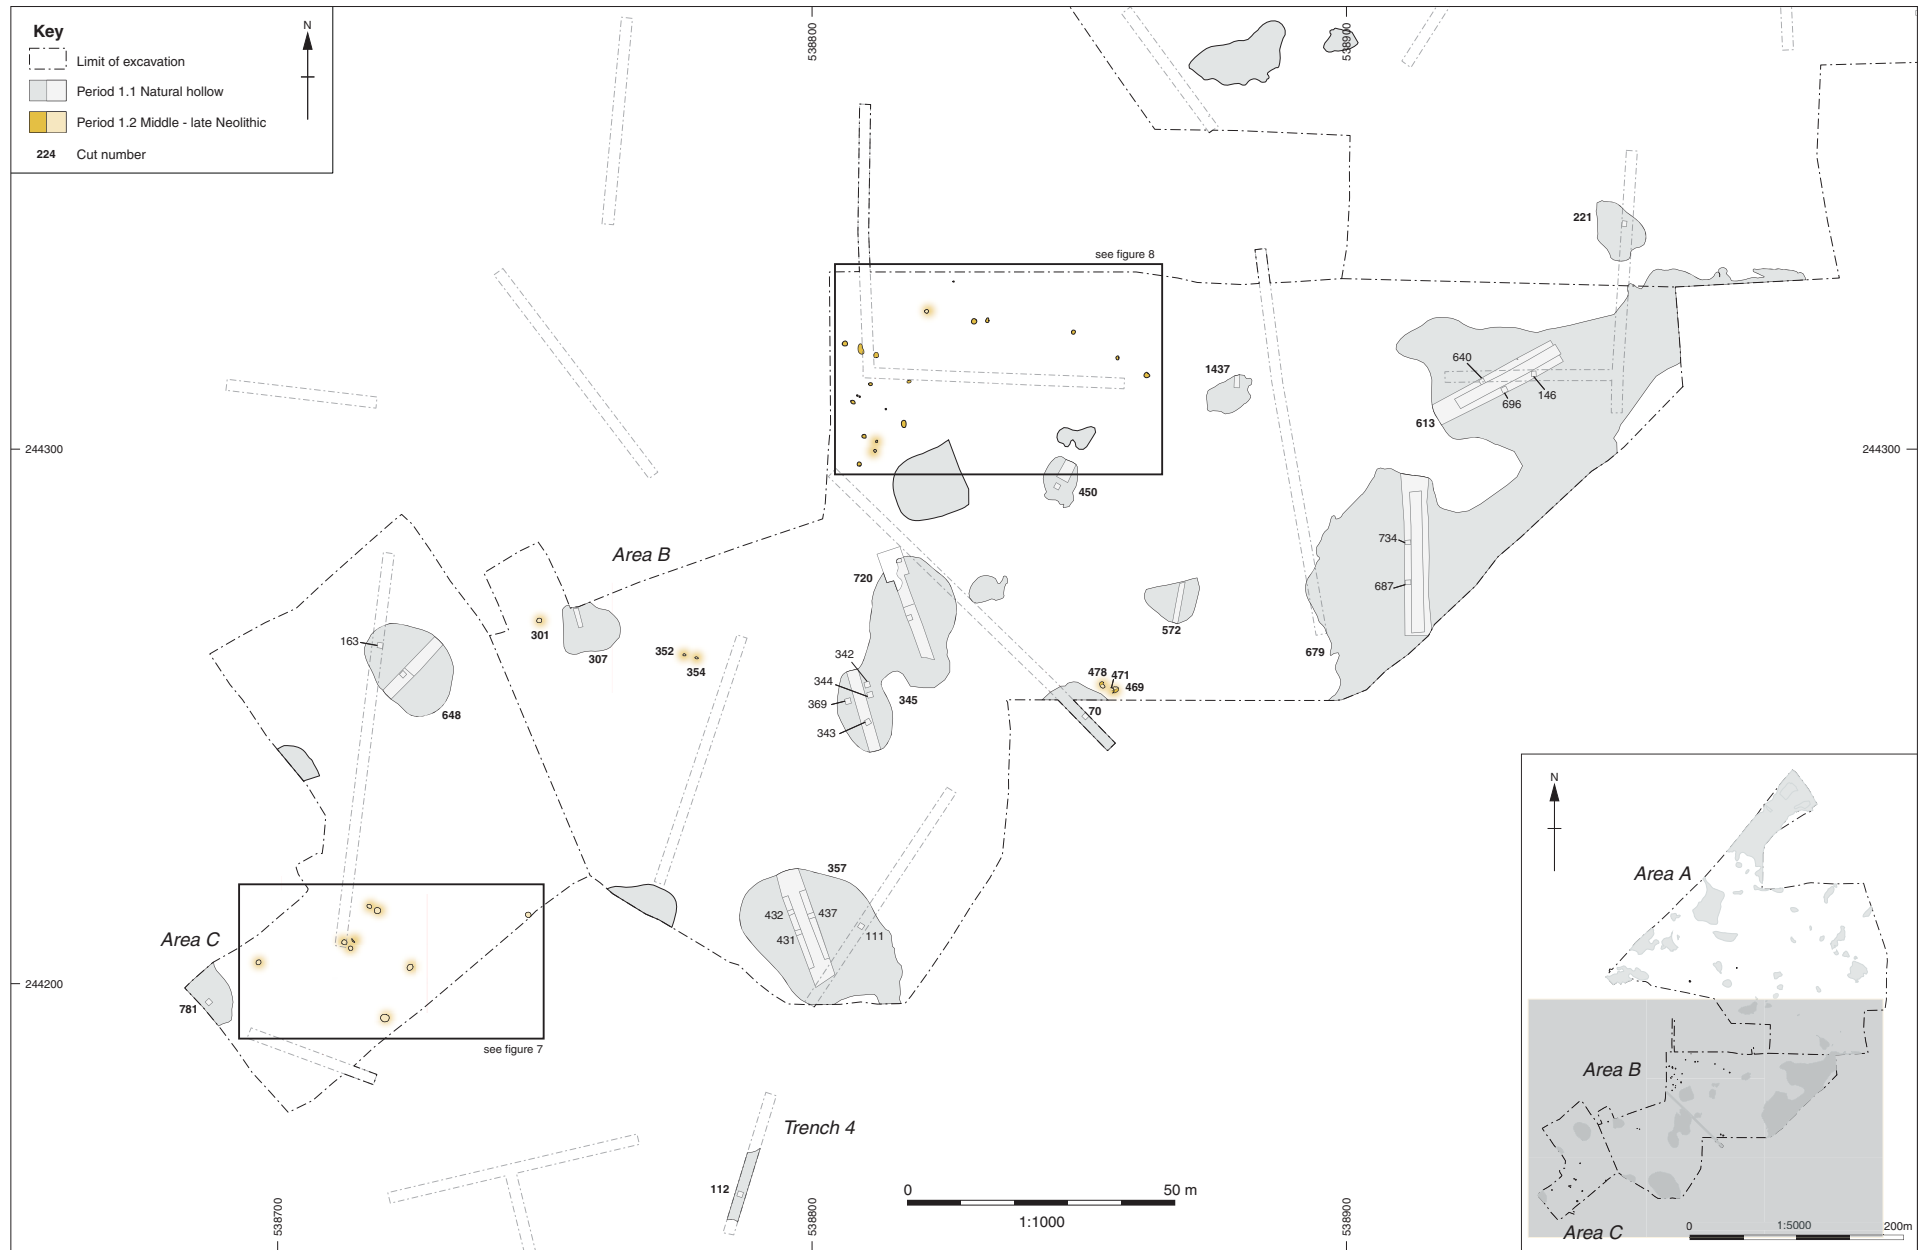 Key
N
Limit of excavation
Period 1.1 Natural hollow
Period 1.2 Middle - late Neolithic
224 Cut number
538800
538900
see figure 8
221
1437
640
146
696
613
244300
244300
450
Area B
734
720
687
163
301
307
352
354
572
342
679
478
471
469
344
369
345
648
70
343
357
432
437
431
111
Area C
244200
781
see figure 7
Trench 4
112
538700
538800
538900
0 50 m
1:1000
N
Area A
Area B
Area C
0 1:5000 200m